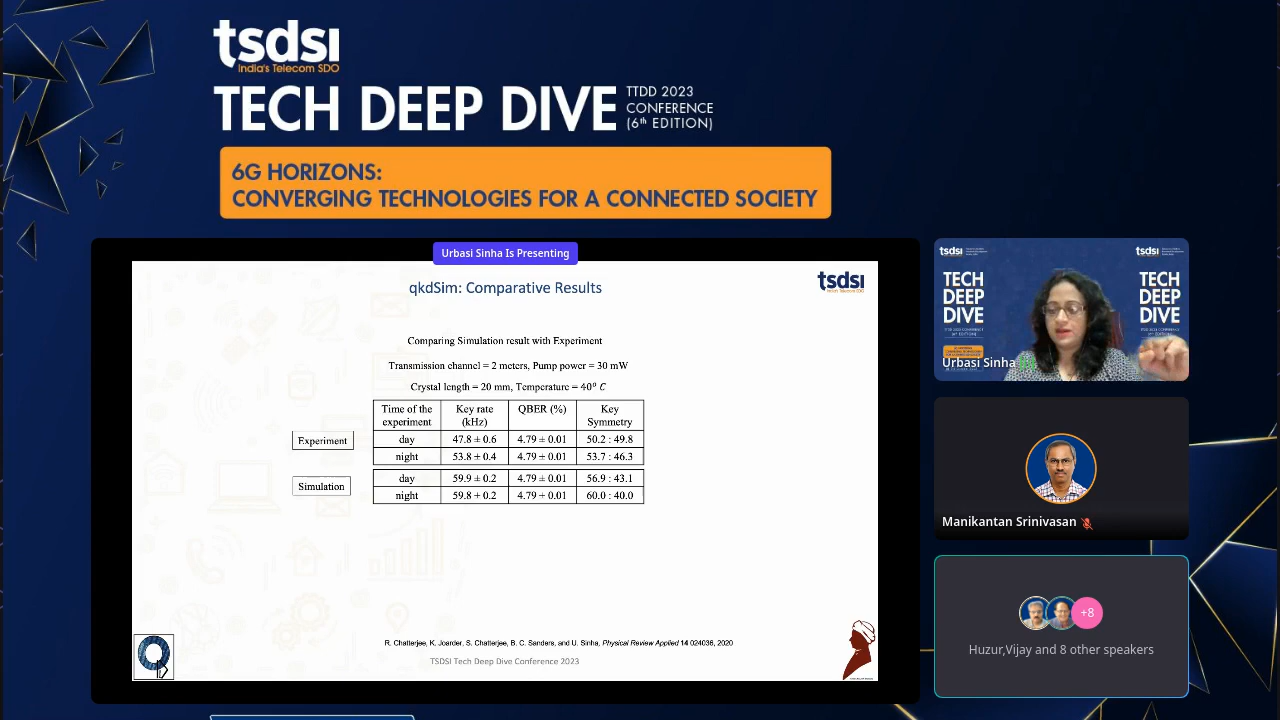 tsdsi
India's Telecom SDO
TECH DEEP DIVE
TTDD 2023
CONFERENCE
(6th EDITION)
6G HORIZONS:
CONVERGING TECHNOLOGIES FOR A CONNECTED SOCIETY
Urbasi Sinha Is Presenting
qkdSim: Comparative Results
tsdsi
Comparing Simulation result with Experiment
Transmission channel = 2 meters, Pump power = 30 mW
Crystal length = 20 mm, Temperature = 40° C
Time of the experiment Key rate (kHz) QBER (%) Key Symmetry
Experiment day 47.8 ± 0.6 4.79 ± 0.01 50.2 : 49.8
night 53.8 ± 0.4 4.79 ± 0.01 53.7 : 46.3
Simulation day 59.9 ± 0.2 4.79 ± 0.01 56.9 : 43.1
night 59.8 ± 0.2 4.79 ± 0.01 60.0 : 40.0
R. Chatterjee, K. Joarder, S. Chatterjee, B. C. Sanders, and U. Sinha, Physical Review Applied 14 024036, 2020
TSDSI Tech Deep Dive Conference 2023
tsdsi
tsdsi
TECH
DEEP
DIVE
TECH
DEEP
DIVE
Urbasi Sinha
Manikantan Srinivasan
+8
Huzur,Vijay and 8 other speakers